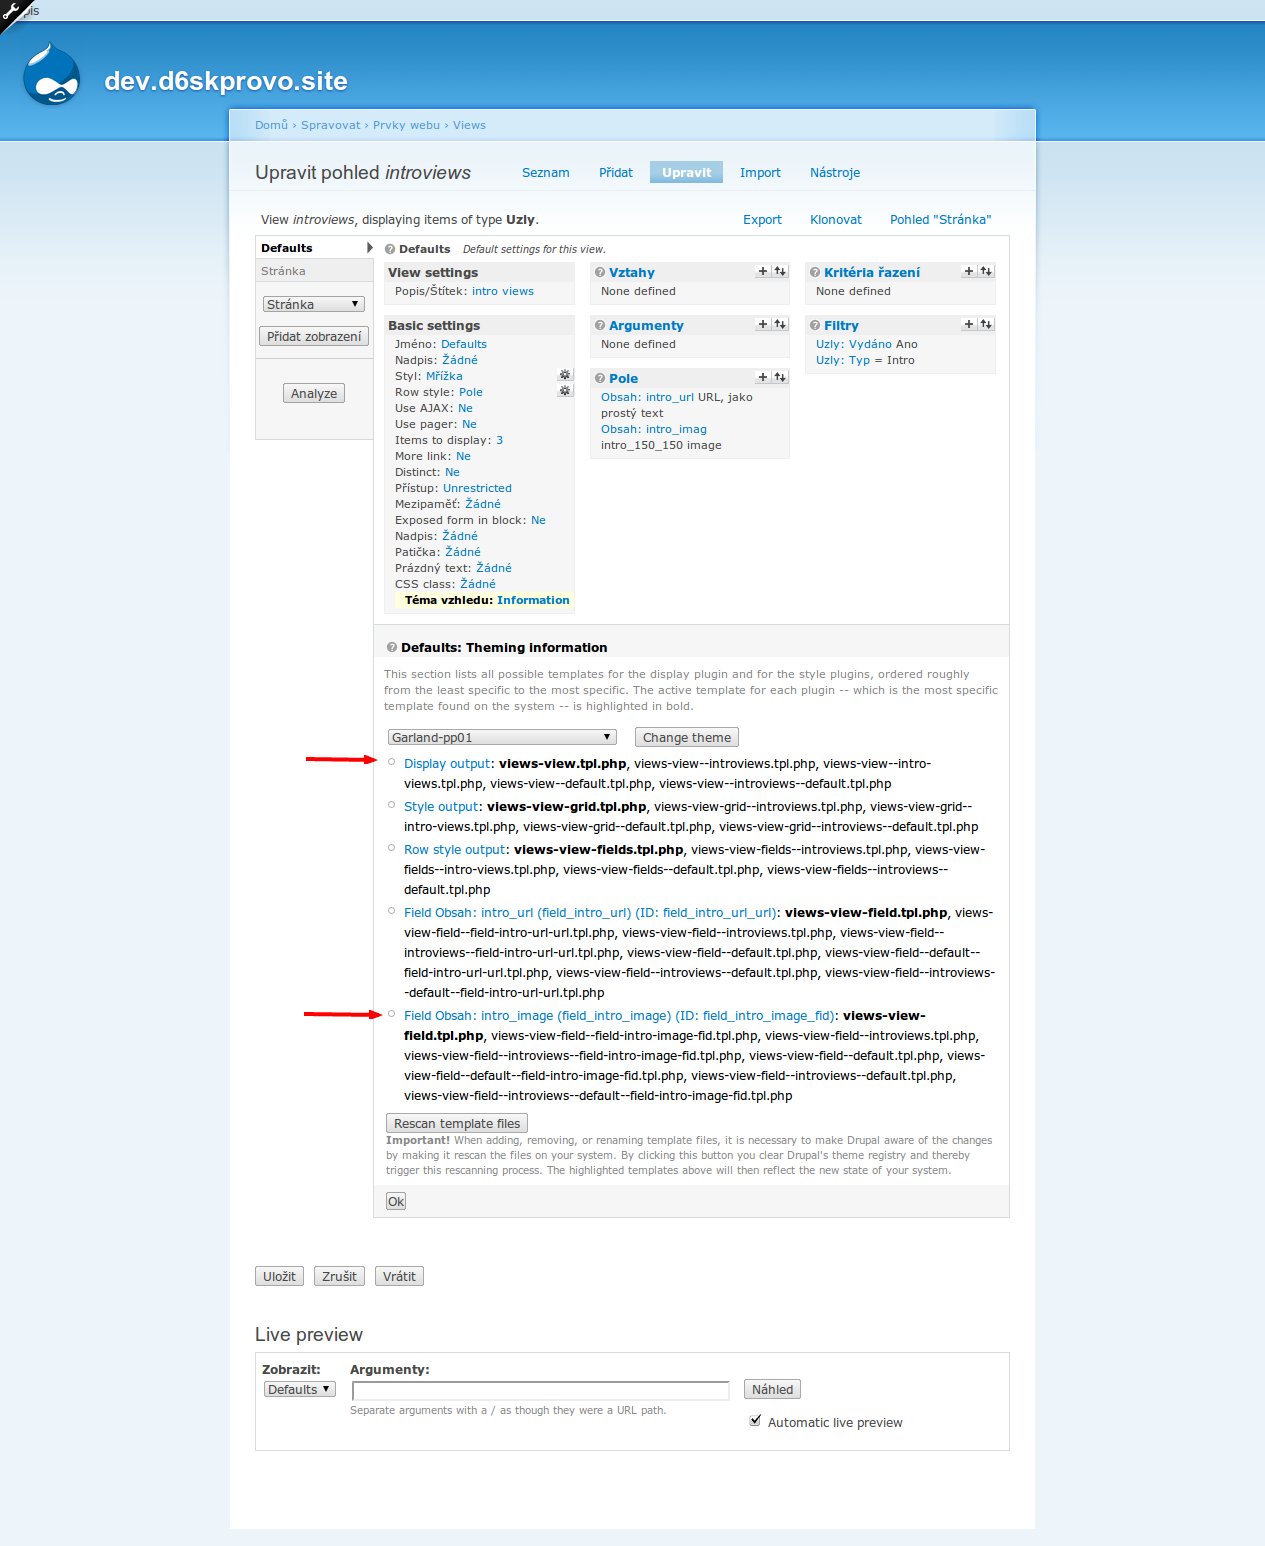 pis
dev.d6skprovo.site
Domů › Spravovat › Prvky webu › Views
Upravit pohled introviews
Seznam
Přidat
Upravit
Import
Nástroje
View introviews, displaying items of type Uzly.
Export
Klonovat
Pohled "Stránka"
Defaults
Stránka
Stránka
Přidat zobrazení
Analyze
Defaults Default settings for this view.
View settings
Popis/Štítek: intro views
Basic settings
Jméno: Defaults
Nadpis: Žádné
Styl: Mřížka
Row style: Pole
Use AJAX: Ne
Use pager: Ne
Items to display: 3
More link: Ne
Distinct: Ne
Přístup: Unrestricted
Mezipaměť: Žádné
Exposed form in block: Ne
Nadpis: Žádné
Patička: Žádné
Prázdný text: Žádné
CSS class: Žádné
Téma vzhledu: Information
Vztahy
None defined
Argumenty
None defined
Pole
Obsah: intro_url URL, jako
prostý text
Obsah: intro_imag
intro_150_150 image
Kritéria řazení
None defined
Filtry
Uzly: Vydáno Ano
Uzly: Typ = Intro
Defaults: Theming information
This section lists all possible templates for the display plugin and for the style plugins, ordered roughly
from the least specific to the most specific. The active template for each plugin -- which is the most specific
template found on the system -- is highlighted in bold.
Garland-pp01
Change theme
Display output: views-view.tpl.php, views-view--introviews.tpl.php, views-view--intro-
views.tpl.php, views-view--default.tpl.php, views-view--introviews--default.tpl.php
Style output: views-view-grid.tpl.php, views-view-grid--introviews.tpl.php, views-view-grid--
intro-views.tpl.php, views-view-grid--default.tpl.php, views-view-grid--introviews--default.tpl.php
Row style output: views-view-fields.tpl.php, views-view-fields--introviews.tpl.php, views-view-
fields--intro-views.tpl.php, views-view-fields--default.tpl.php, views-view-fields--introviews--
default.tpl.php
Field Obsah: intro_url (field_intro_url) (ID: field_intro_url_url): views-view-field.tpl.php, views-
view-field--field-intro-url-url.tpl.php, views-view-field--introviews.tpl.php, views-view-field--
introviews--field-intro-url-url.tpl.php, views-view-field--default.tpl.php, views-view-field--default--
field-intro-url-url.tpl.php, views-view-field--introviews--default.tpl.php, views-view-field--introviews-
-default--field-intro-url-url.tpl.php
Field Obsah: intro_image (field_intro_image) (ID: field_intro_image_fid): views-view-
field.tpl.php, views-view-field--field-intro-image-fid.tpl.php, views-view-field--introviews.tpl.php,
views-view-field--introviews--field-intro-image-fid.tpl.php, views-view-field--default.tpl.php, views-
view-field--default--field-intro-image-fid.tpl.php, views-view-field--introviews--default.tpl.php,
views-view-field--introviews--default--field-intro-image-fid.tpl.php
Rescan template files
Important! When adding, removing, or renaming template files, it is necessary to make Drupal aware of the changes
by making it rescan the files on your system. By clicking this button you clear Drupal's theme registry and thereby
trigger this rescanning process. The highlighted templates above will then reflect the new state of your system.
Ok
Uložit
Zrušit
Vrátit
Live preview
Zobrazit:
Argumenty:
Defaults
Náhled
Separate arguments with a / as though they were a URL path.
Automatic live preview